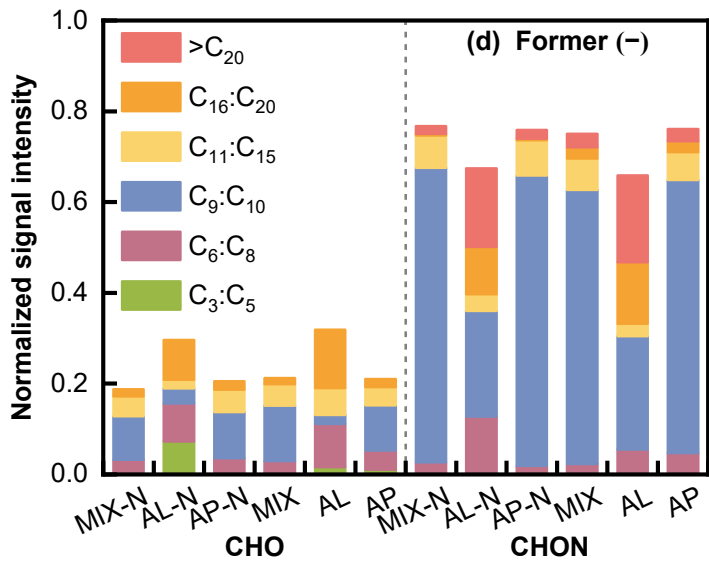 (d) Former (−)
>C₂₀
C₁₆:C₂₀
C₁₁:C₁₅
C₉:C₁₀
C₆:C₈
C₃:C₅
Normalized signal intensity
1.0
0.8
0.6
0.4
0.2
0.0
MIX-N AL-N AP-N MIX AL AP MIX-N AL-N AP-N MIX AL AP
CHO CHON